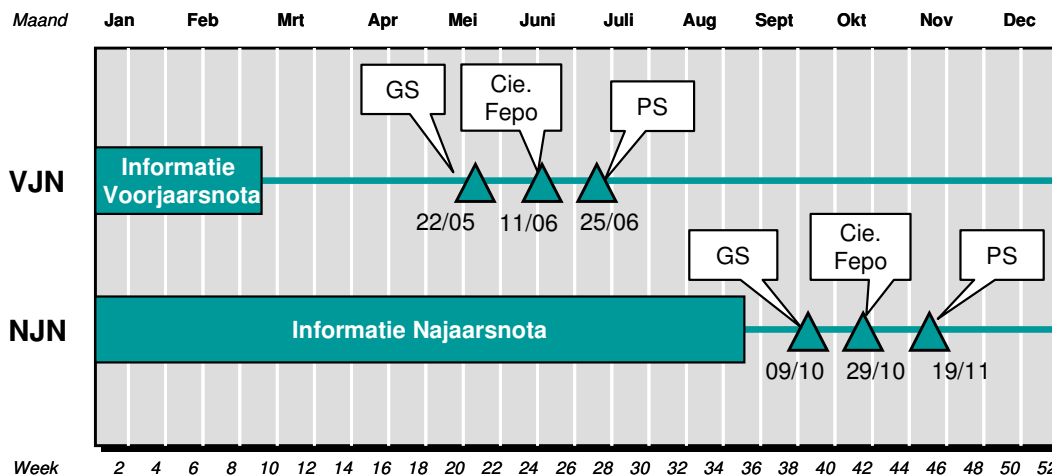 Maand Jan Feb Mrt Apr Mei Juni Juli Aug Sept Okt Nov Dec
GS
Cie.
Fepo
PS
VJN
Informatie
Voorjaarsnota
22/05 11/06 25/06
GS
Cie.
Fepo
PS
NJN
Informatie Najaarsnota
09/10 29/10 19/11
Week 2 4 6 8 10 12 14 16 18 20 22 24 26 28 30 32 34 36 38 40 42 44 46 48 50 52